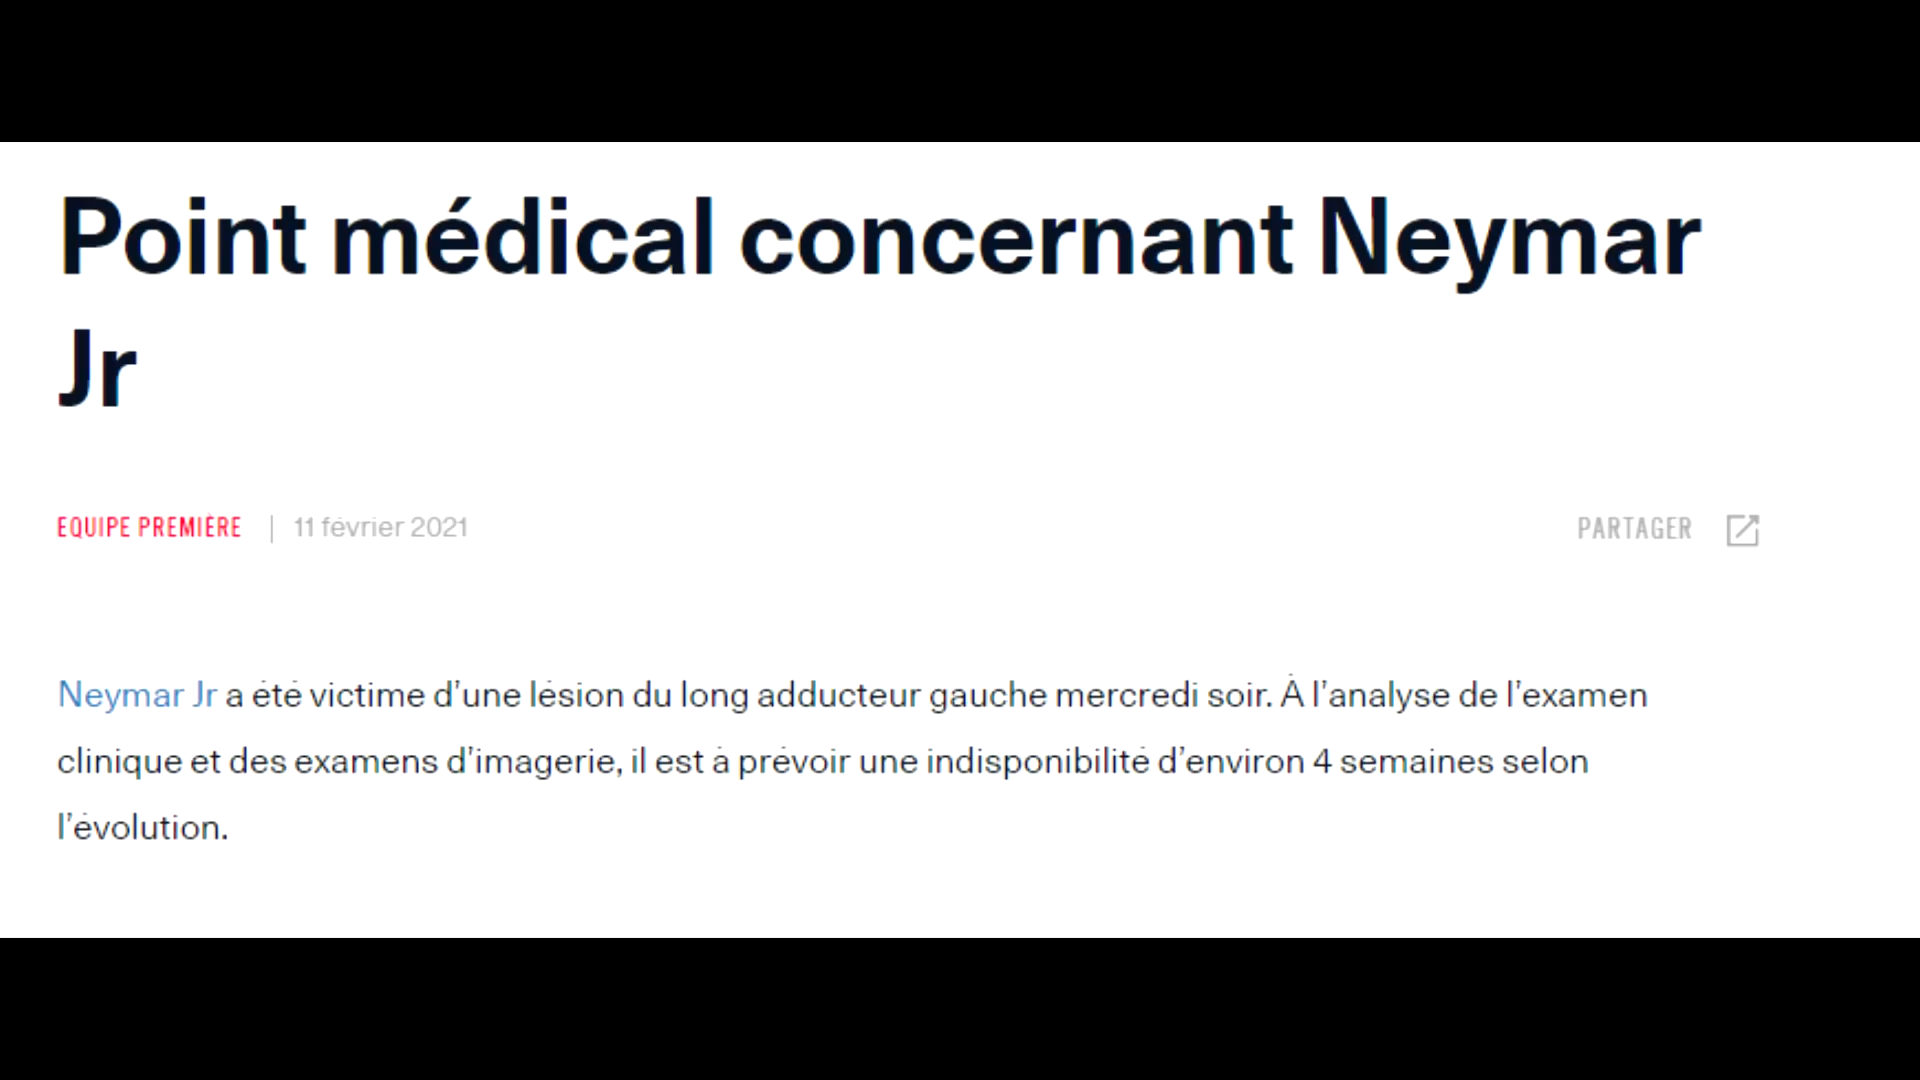 Point médical concernant Neymar
Jr
EQUIPE PREMIÈRE | 11 février 2021
PARTAGER
Neymar Jr a été victime d'une lésion du long adducteur gauche mercredi soir. À l'analyse de l'examen
clinique et des examens d'imagerie, il est à prévoir une indisponibilité d'environ 4 semaines selon
l'évolution.